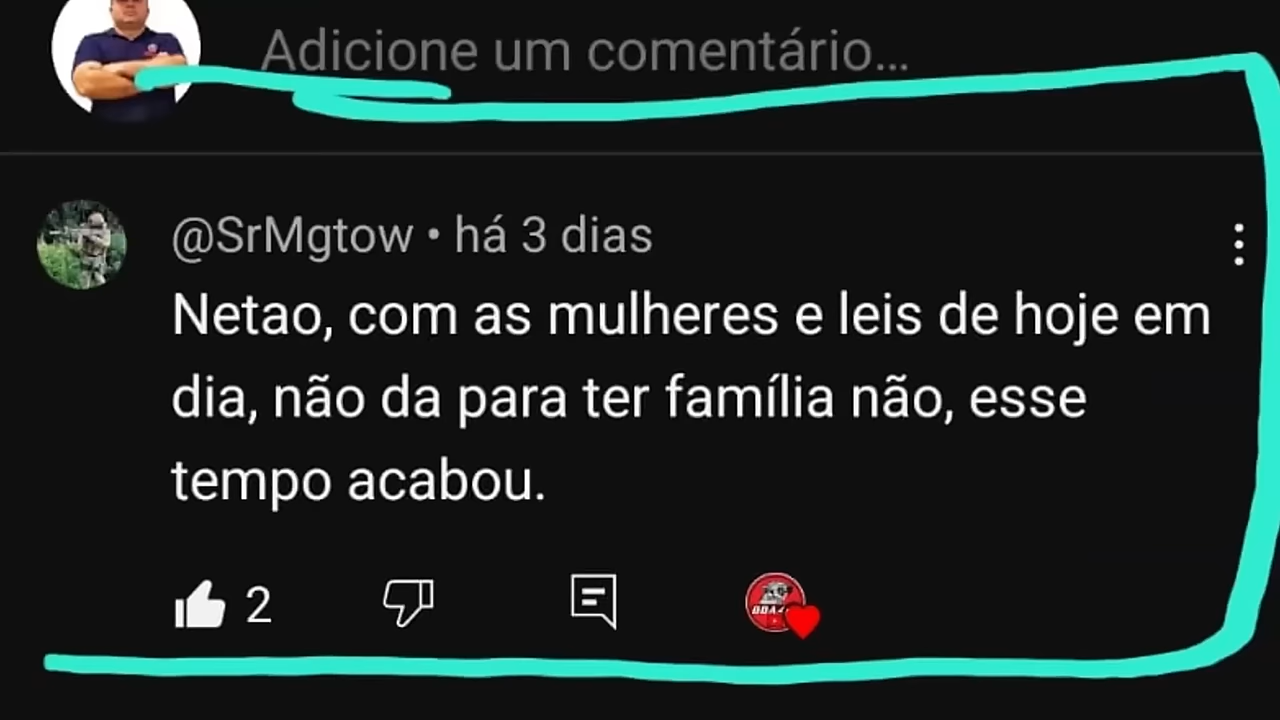 Adicione um comentário...
@SrMgtow • há 3 dias
Netao, com as mulheres e leis de hoje em
dia, não da para ter família não, esse
tempo acabou.
2